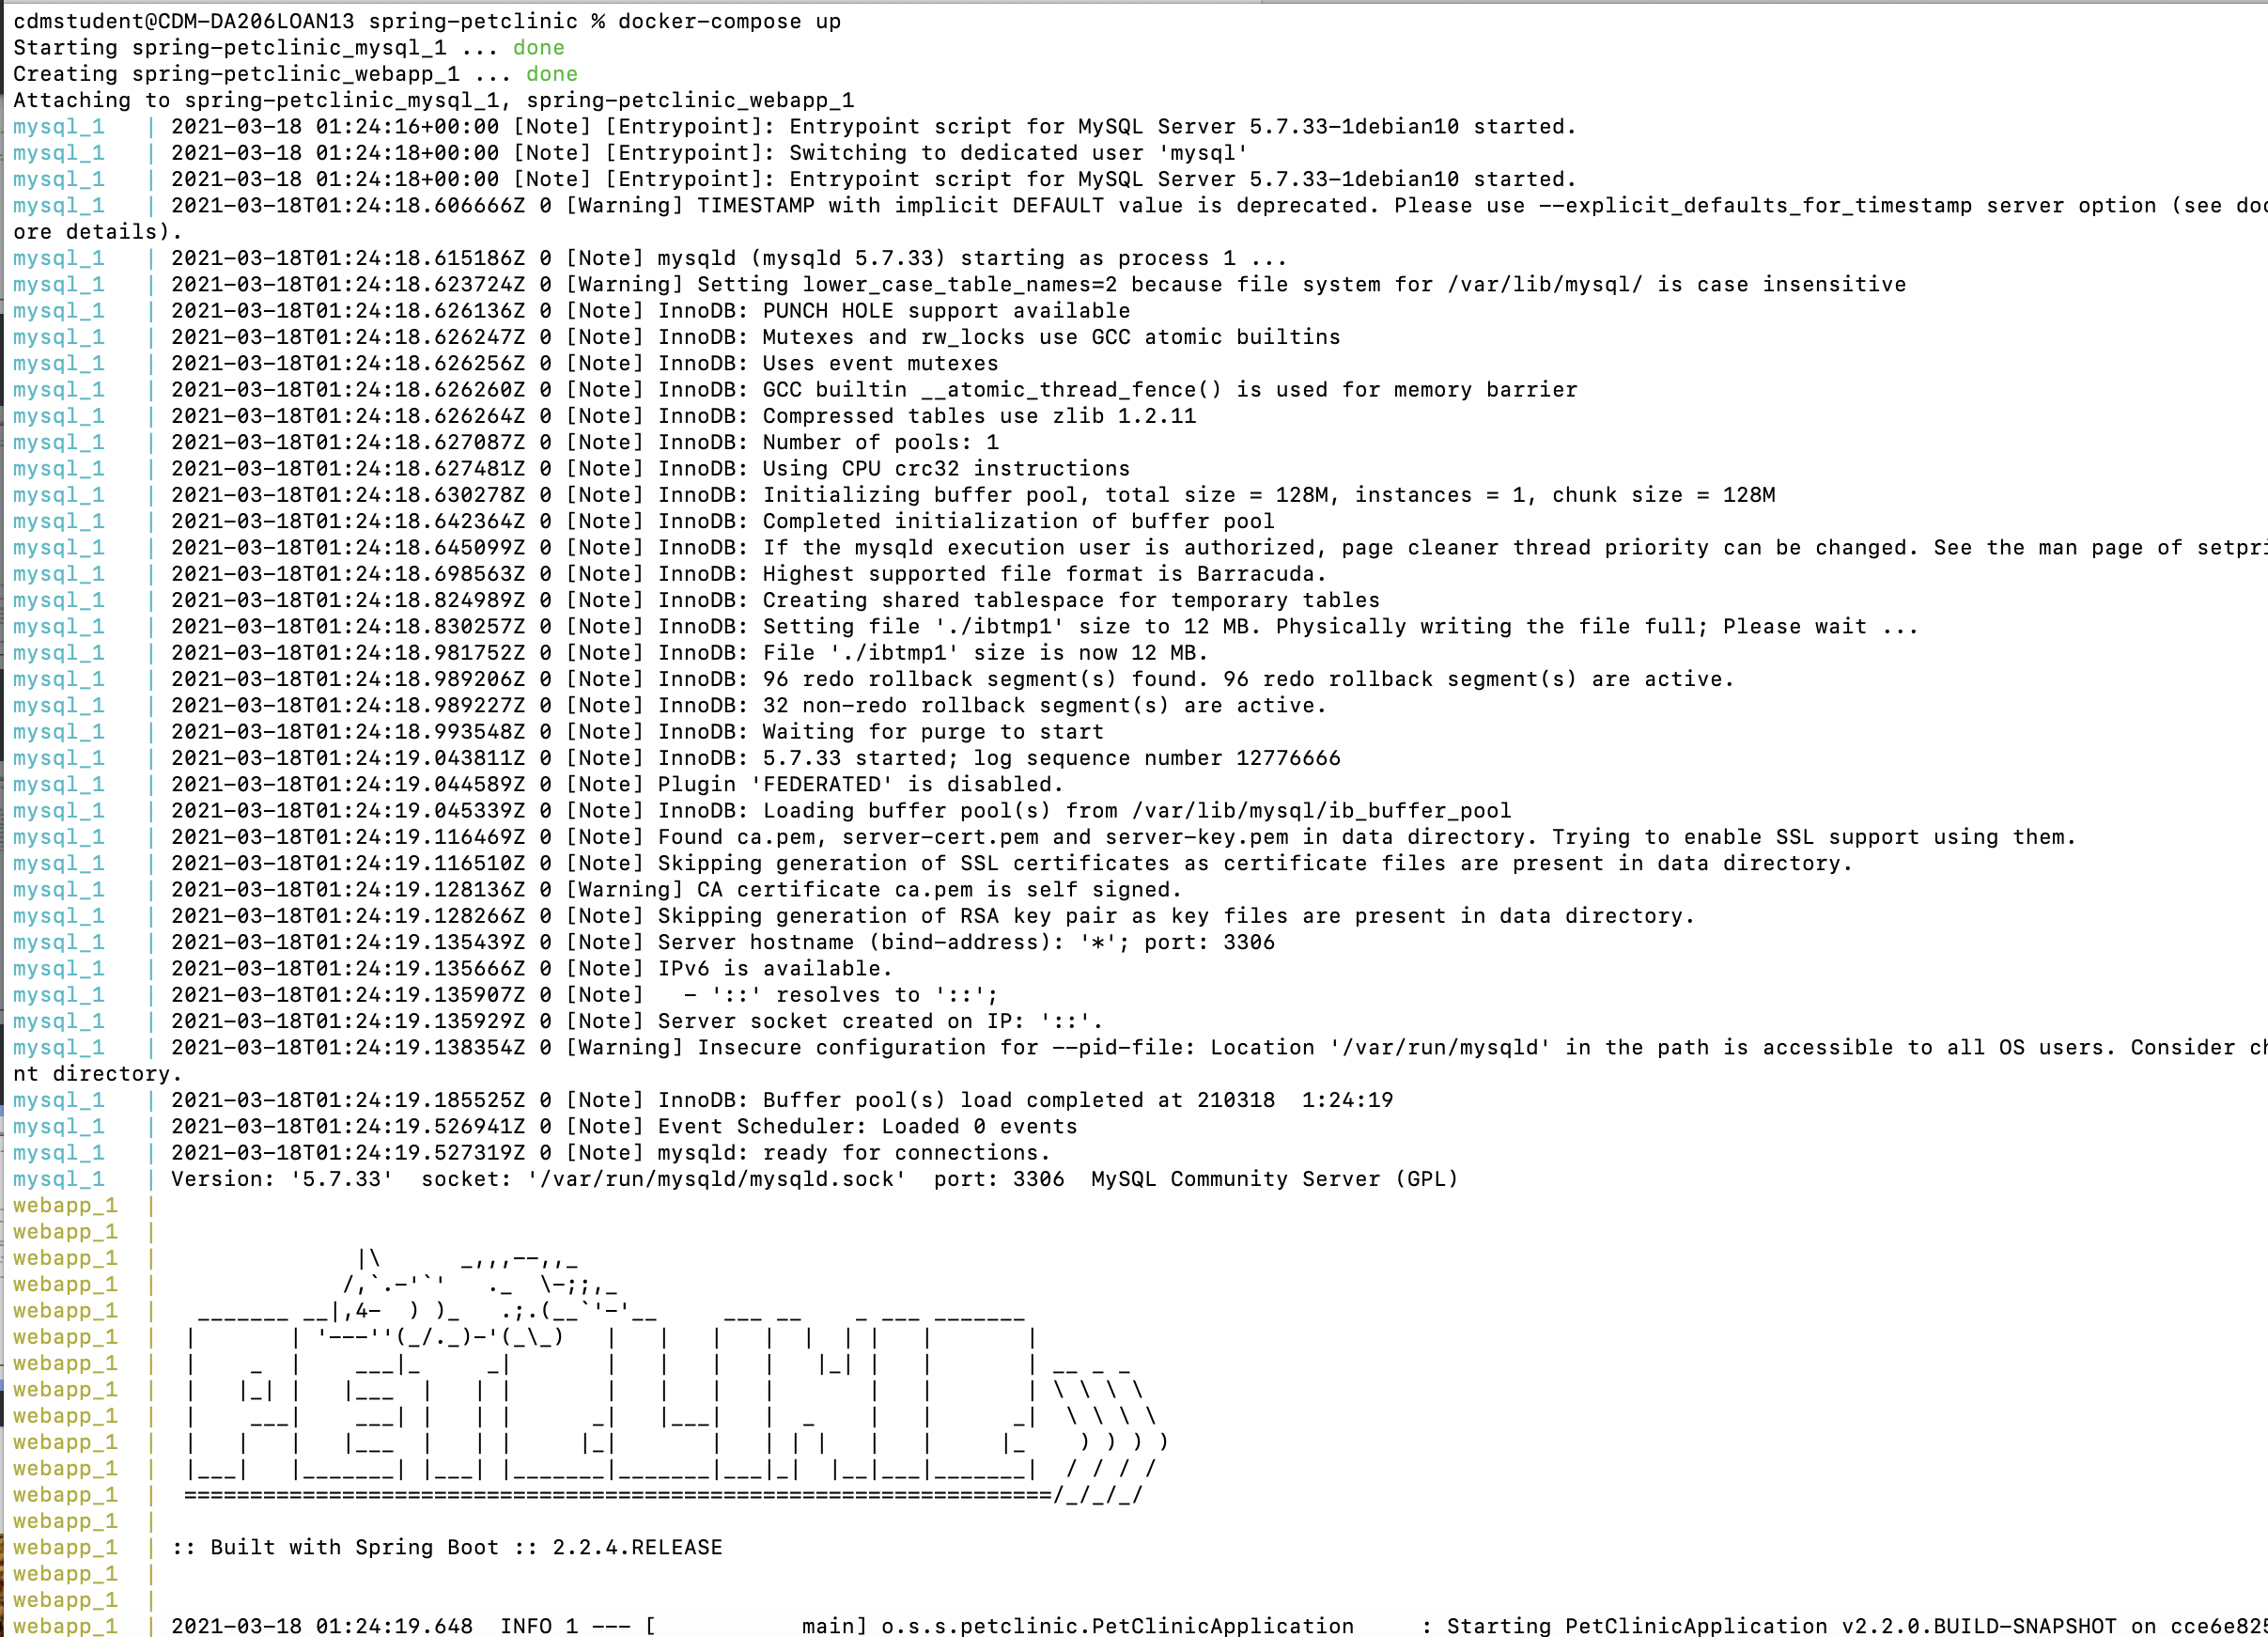 cdmstudent@CDM-DA206LOAN13 spring-petclinic % docker-compose up
Starting spring-petclinic_mysql_1 ... done
Creating spring-petclinic_webapp_1 ... done
Attaching to spring-petclinic_mysql_1, spring-petclinic_webapp_1
mysql_1   | 2021-03-18 01:24:16+00:00 [Note] [Entrypoint]: Entrypoint script for MySQL Server 5.7.33-1debian10 started.
mysql_1   | 2021-03-18 01:24:18+00:00 [Note] [Entrypoint]: Switching to dedicated user 'mysql'
mysql_1   | 2021-03-18 01:24:18+00:00 [Note] [Entrypoint]: Entrypoint script for MySQL Server 5.7.33-1debian10 started.
mysql_1   | 2021-03-18T01:24:18.606666Z 0 [Warning] TIMESTAMP with implicit DEFAULT value is deprecated. Please use --explicit_defaults_for_timestamp server option (see
ore details).
mysql_1   | 2021-03-18T01:24:18.615186Z 0 [Note] mysqld (mysqld 5.7.33) starting as process 1 ...
mysql_1   | 2021-03-18T01:24:18.623724Z 0 [Warning] Setting lower_case_table_names=2 because file system for /var/lib/mysql/ is case insensitive
mysql_1   | 2021-03-18T01:24:18.626136Z 0 [Note] InnoDB: PUNCH HOLE support available
mysql_1   | 2021-03-18T01:24:18.626247Z 0 [Note] InnoDB: Mutexes and rw_locks use GCC atomic builtins
mysql_1   | 2021-03-18T01:24:18.626256Z 0 [Note] InnoDB: Uses event mutexes
mysql_1   | 2021-03-18T01:24:18.626260Z 0 [Note] InnoDB: GCC builtin __atomic_thread_fence() is used for memory barrier
mysql_1   | 2021-03-18T01:24:18.626264Z 0 [Note] InnoDB: Compressed tables use zlib 1.2.11
mysql_1   | 2021-03-18T01:24:18.627087Z 0 [Note] InnoDB: Number of pools: 1
mysql_1   | 2021-03-18T01:24:18.627481Z 0 [Note] InnoDB: Using CPU crc32 instructions
mysql_1   | 2021-03-18T01:24:18.630278Z 0 [Note] InnoDB: Initializing buffer pool, total size = 128M, instances = 1, chunk size = 128M
mysql_1   | 2021-03-18T01:24:18.642364Z 0 [Note] InnoDB: Completed initialization of buffer pool
mysql_1   | 2021-03-18T01:24:18.645099Z 0 [Note] InnoDB: If the mysqld execution user is authorized, page cleaner thread priority can be changed. See the man page of
mysql_1   | 2021-03-18T01:24:18.698563Z 0 [Note] InnoDB: Highest supported file format is Barracuda.
mysql_1   | 2021-03-18T01:24:18.824989Z 0 [Note] InnoDB: Creating shared tablespace for temporary tables
mysql_1   | 2021-03-18T01:24:18.830257Z 0 [Note] InnoDB: Setting file './ibtmp1' size to 12 MB. Physically writing the file full; Please wait ...
mysql_1   | 2021-03-18T01:24:18.981752Z 0 [Note] InnoDB: File './ibtmp1' size is now 12 MB.
mysql_1   | 2021-03-18T01:24:18.989206Z 0 [Note] InnoDB: 96 redo rollback segment(s) found. 96 redo rollback segment(s) are active.
mysql_1   | 2021-03-18T01:24:18.989227Z 0 [Note] InnoDB: 32 non-redo rollback segment(s) are active.
mysql_1   | 2021-03-18T01:24:18.993548Z 0 [Note] InnoDB: Waiting for purge to start
mysql_1   | 2021-03-18T01:24:19.043811Z 0 [Note] InnoDB: 5.7.33 started; log sequence number 12776666
mysql_1   | 2021-03-18T01:24:19.044589Z 0 [Note] Plugin 'FEDERATED' is disabled.
mysql_1   | 2021-03-18T01:24:19.045339Z 0 [Note] InnoDB: Loading buffer pool(s) from /var/lib/mysql/ib_buffer_pool
mysql_1   | 2021-03-18T01:24:19.116469Z 0 [Note] Found ca.pem, server-cert.pem and server-key.pem in data directory. Trying to enable SSL support using them.
mysql_1   | 2021-03-18T01:24:19.116510Z 0 [Note] Skipping generation of SSL certificates as certificate files are present in data directory.
mysql_1   | 2021-03-18T01:24:19.128136Z 0 [Warning] CA certificate ca.pem is self signed.
mysql_1   | 2021-03-18T01:24:19.128266Z 0 [Note] Skipping generation of RSA key pair as key files are present in data directory.
mysql_1   | 2021-03-18T01:24:19.135439Z 0 [Note] Server hostname (bind-address): '*'; port: 3306
mysql_1   | 2021-03-18T01:24:19.135666Z 0 [Note] IPv6 is available.
mysql_1   | 2021-03-18T01:24:19.135907Z 0 [Note]   - '::' resolves to '::';
mysql_1   | 2021-03-18T01:24:19.135929Z 0 [Note] Server socket created on IP: '::'.
mysql_1   | 2021-03-18T01:24:19.138354Z 0 [Warning] Insecure configuration for --pid-file: Location '/var/run/mysqld' in the path is accessible to all OS users. Consider
nt directory.
mysql_1   | 2021-03-18T01:24:19.185525Z 0 [Note] InnoDB: Buffer pool(s) load completed at 210318  1:24:19
mysql_1   | 2021-03-18T01:24:19.526941Z 0 [Note] Event Scheduler: Loaded 0 events
mysql_1   | 2021-03-18T01:24:19.527319Z 0 [Note] mysqld: ready for connections.
mysql_1   | Version: '5.7.33'  socket: '/var/run/mysqld/mysqld.sock'  port: 3306  MySQL Community Server (GPL)
webapp_1  |
webapp_1  |
webapp_1  |
webapp_1  |
webapp_1  |
webapp_1  |
webapp_1  |
webapp_1  |
webapp_1  |
webapp_1  |
webapp_1  |
webapp_1  |
webapp_1  |
webapp_1  | :: Built with Spring Boot :: 2.2.4.RELEASE
webapp_1  |
webapp_1  |
webapp_1  | 2021-03-18 01:24:19.648  INFO 1 --- [           main] o.s.s.petclinic.PetClinicApplication     : Starting PetClinicApplication v2.2.0.BUILD-SNAPSHOT on